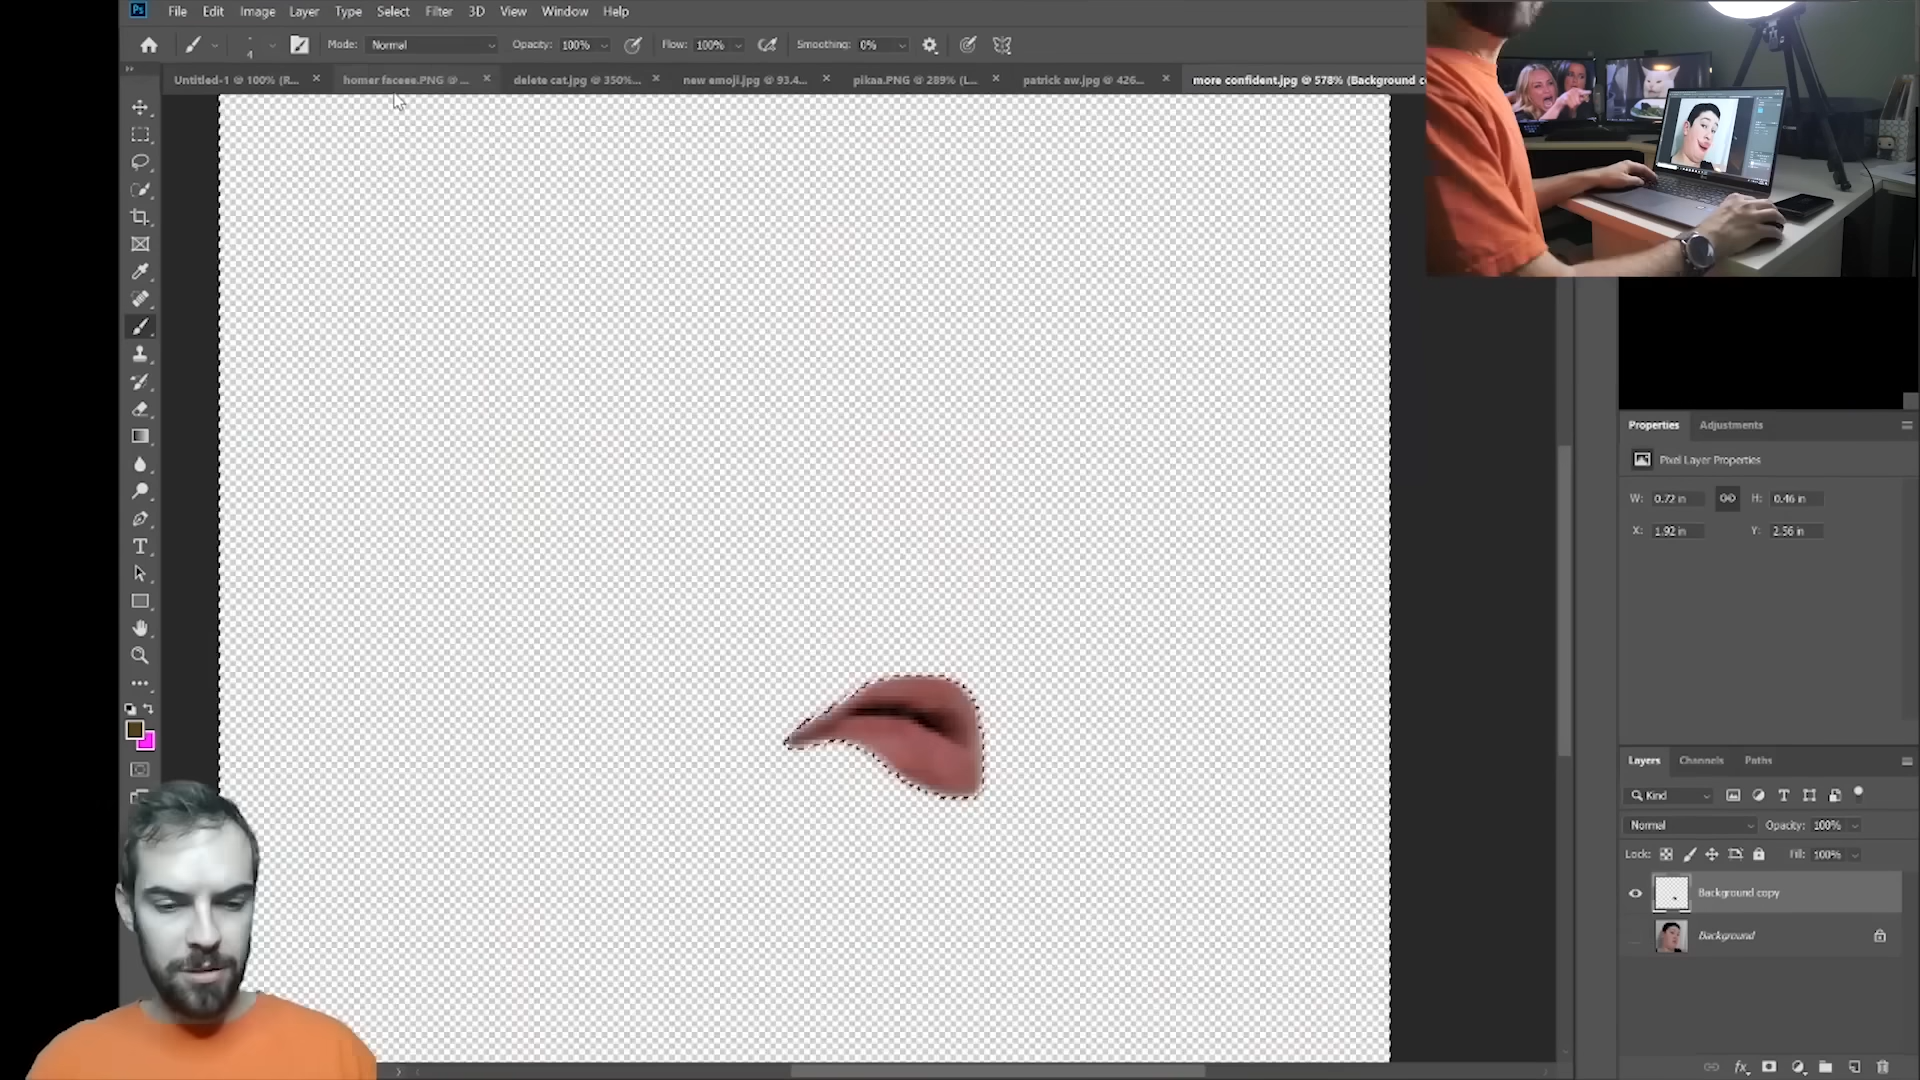 Ps File Edit Image Layer Type Select Filter 3D View Window Help
4 Mode: Normal Opacity: 100% Flow: 100% Smoothing: 0%
Untitled-1 @ 100% (R... × homer faceee.PNG @ ... × delete cat.jpg @ 350%... × new emoji.jpg @ 93.4... × pikaa.PNG @ 289% (L... × patrick aw.jpg @ 426... × more confident.jpg @ 578% (Background c
Properties Adjustments
Pixel Layer Properties
W: 0.72 in H: 0.46 in
X: 1.92 in Y: 2.56 in
Layers Channels Paths
Kind
Normal Opacity: 100%
Lock: Fill: 100%
Background copy
Background
fx